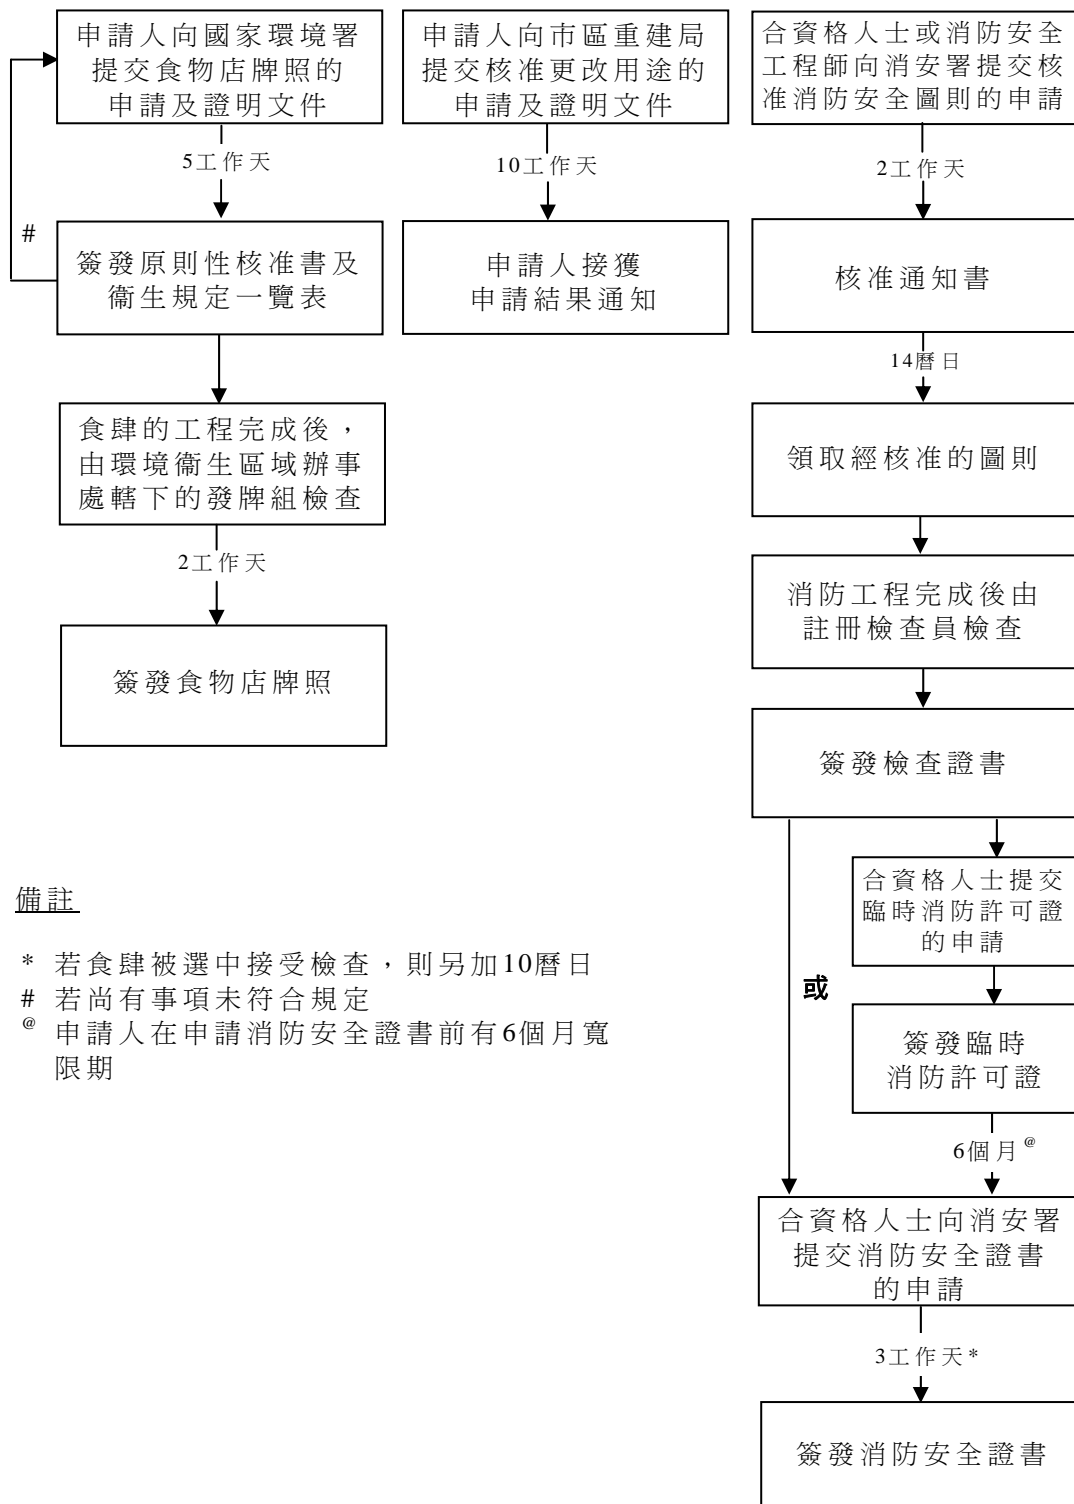 申請人向國家環境署
提交食物店牌照的
申請及證明文件
5工作天
#
簽發原則性核准書及
衞生規定一覽表
食肆的工程完成後，
由環境衞生區域辦事
處轄下的發牌組檢查
2工作天
簽發食物店牌照
申請人向市區重建局
提交核准更改用途的
申請及證明文件
10工作天
申請人接獲
申請結果通知
合資格人士或消防安全
工程師向消安署提交核
准消防安全圖則的申請
2工作天
核准通知書
14曆日
領取經核准的圖則
消防工程完成後由
註冊檢查員檢查
簽發檢查證書
合資格人士提交
臨時消防許可證
的申請
或
簽發臨時
消防許可證
6個月@
合資格人士向消安署
提交消防安全證書
的申請
3工作天*
簽發消防安全證書
備註
* 若食肆被選中接受檢查，則另加10曆日
# 若尚有事項未符合規定
@ 申請人在申請消防安全證書前有6個月寬
限期